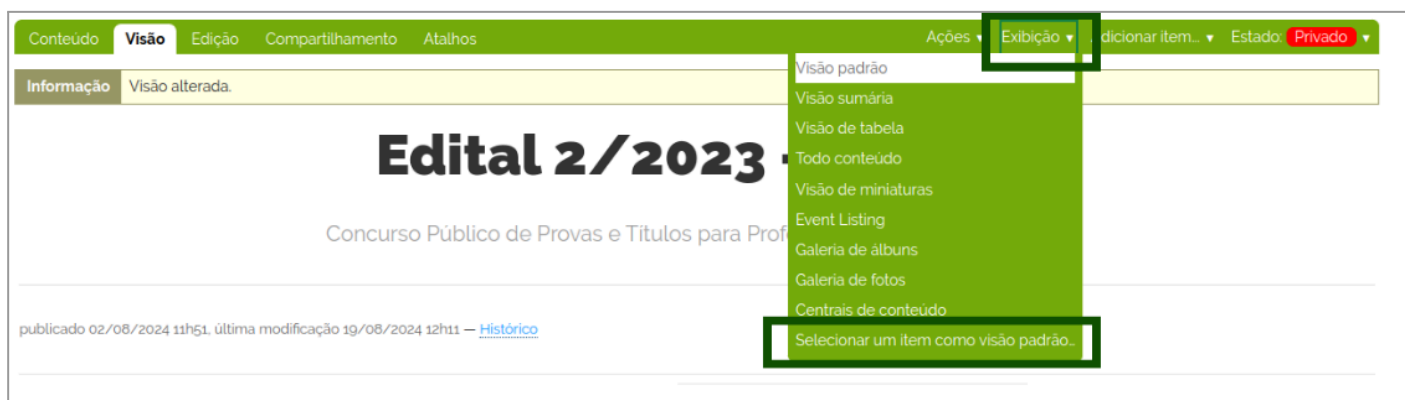 Conteúdo Visão Edição Compartilhamento Atalhos Ações Exibição dicionar item... Estado: Privado
Informação Visão alterada.
Visão padrão
Visão sumária
Visão de tabela
Todo conteúdo
Visão de miniaturas
Event Listing
Galeria de álbuns
Galeria de fotos
Centrais de conteúdo
Selecionar um item como visão padrão...
Edital 2/2023 -
Concurso Público de Provas e Títulos para Prof
publicado 02/08/2024 11h51, última modificação 19/08/2024 12h11 — Histórico